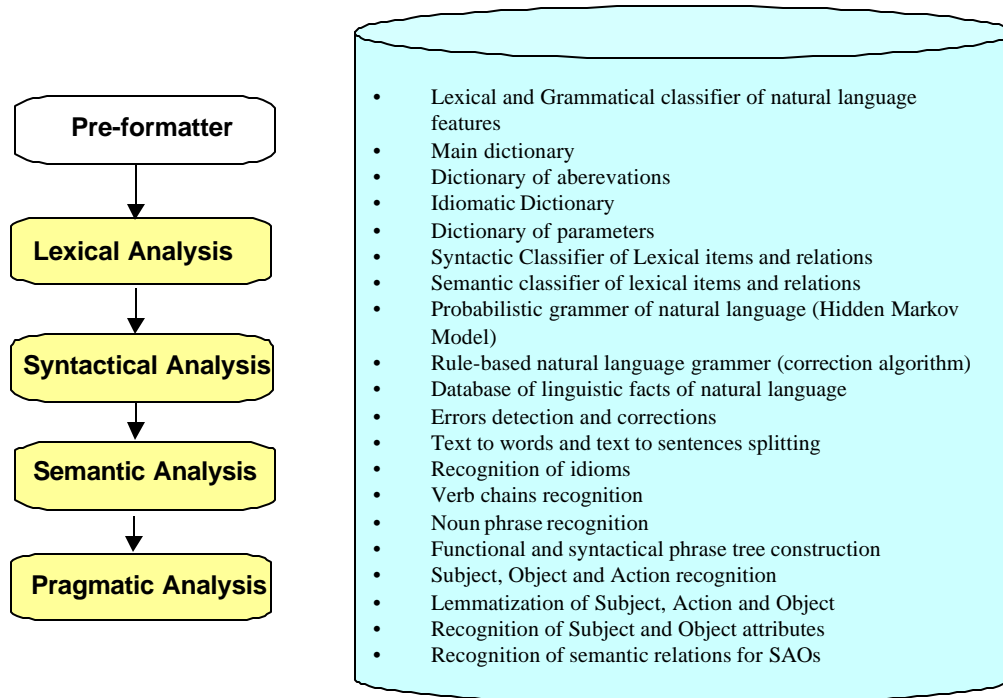 Pre-formatter
Lexical Analysis
Syntactical Analysis
Semantic Analysis
Pragmatic Analysis
• Lexical and Grammatical classifier of natural language
features
• Main dictionary
• Dictionary of aberevations
• Idiomatic Dictionary
• Dictionary of parameters
• Syntactic Classifier of Lexical items and relations
• Semantic classifier of lexical items and relations
• Probabilistic grammer of natural language (Hidden Markov
Model)
• Rule-based natural language grammer (correction algorithm)
• Database of linguistic facts of natural language
• Errors detection and corrections
• Text to words and text to sentences splitting
• Recognition of idioms
• Verb chains recognition
• Noun phrase recognition
• Functional and syntactical phrase tree construction
• Subject, Object and Action recognition
• Lemmatization of Subject, Action and Object
• Recognition of Subject and Object attributes
• Recognition of semantic relations for SAOs